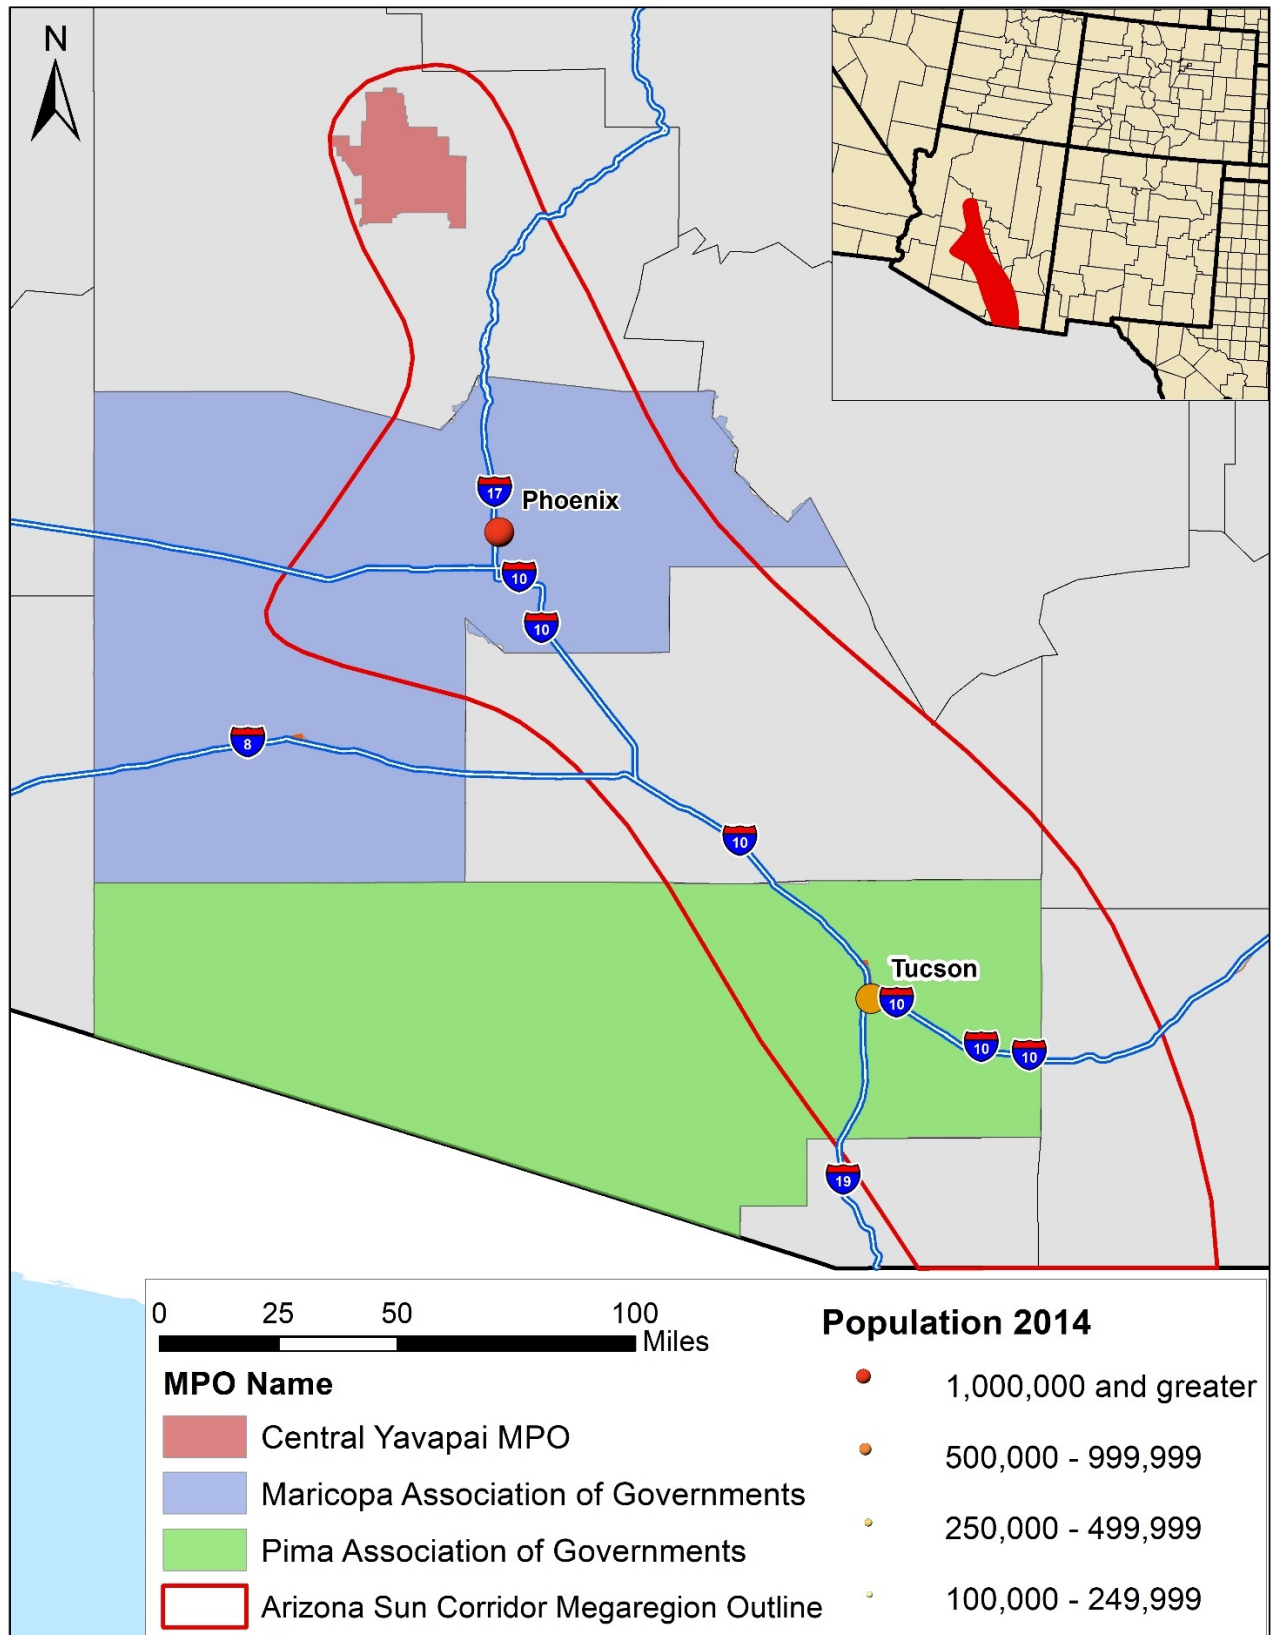 N
17
Phoenix
10
10
8
10
Tucson
10
10
10
19
0 25 50 100
Miles
MPO Name
Central Yavapai MPO
Maricopa Association of Governments
Pima Association of Governments
Arizona Sun Corridor Megaregion Outline
Population 2014
1,000,000 and greater
500,000 - 999,999
250,000 - 499,999
100,000 - 249,999